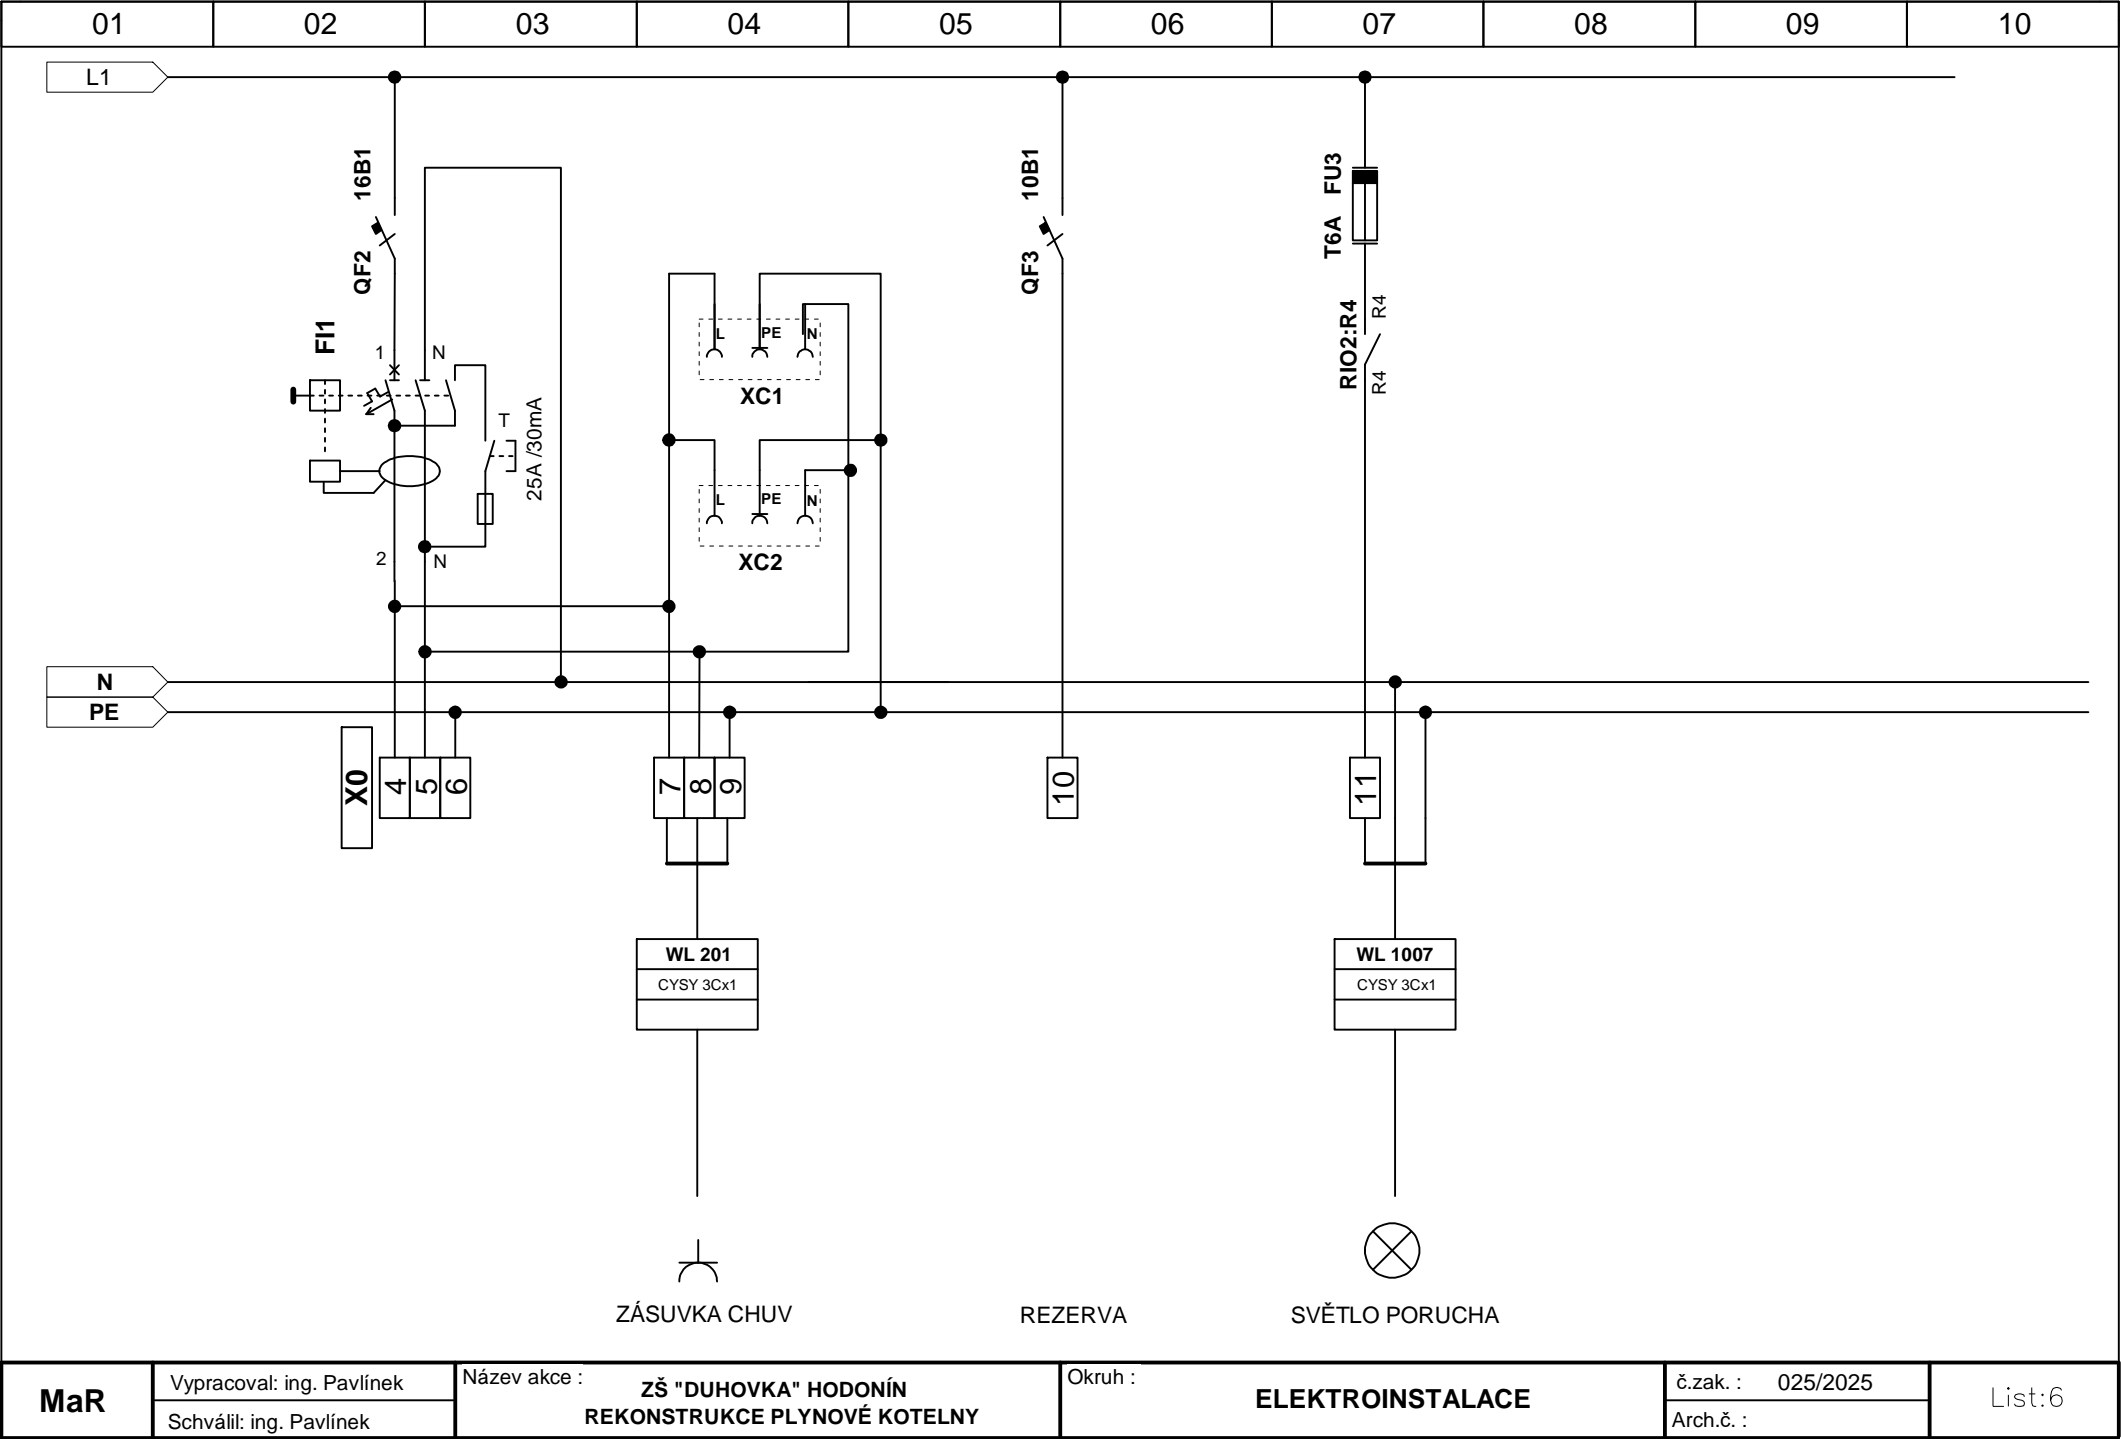 01 02 03 04 05 06 07 08 09 10
L1
16B1
QF2
FI1
1
N
T
25A /30mA
2
N
L PE N
XC1
L PE N
XC2
10B1
QF3
FU3
T6A
R4
RIO2:R4
R4
N
PE
X0
4 5 6
7 8 9
10
11
WL 201
CYSY 3Cx1
WL 1007
CYSY 3Cx1
ZÁSUVKA CHUV
REZERVA
SVĚTLO PORUCHA
MaR
Vypracoval: ing. Pavlínek
Schválil: ing. Pavlínek
Název akce :
ZŠ "DUHOVKA" HODONÍN
REKONSTRUKCE PLYNOVÉ KOTELNY
Okruh :
ELEKTROINSTALACE
č.zak. : 025/2025
Arch.č. :
List:6